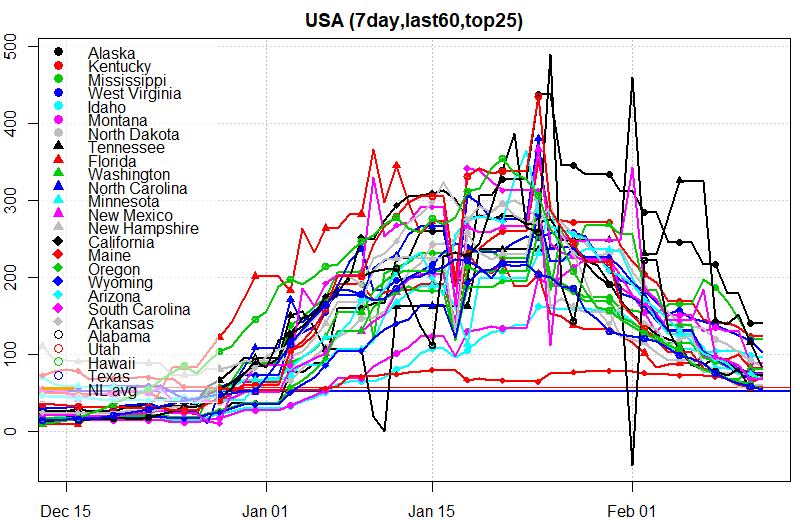 USA (7day,last60,top25)
500
400
300
200
100
0
Alaska
Kentucky
Mississippi
West Virginia
Idaho
Montana
North Dakota
Tennessee
Florida
Washington
North Carolina
Minnesota
New Mexico
New Hampshire
California
Maine
Oregon
Wyoming
Arizona
South Carolina
Arkansas
Alabama
Utah
Hawaii
Texas
NL avg
Dec 15
Jan 01
Jan 15
Feb 01